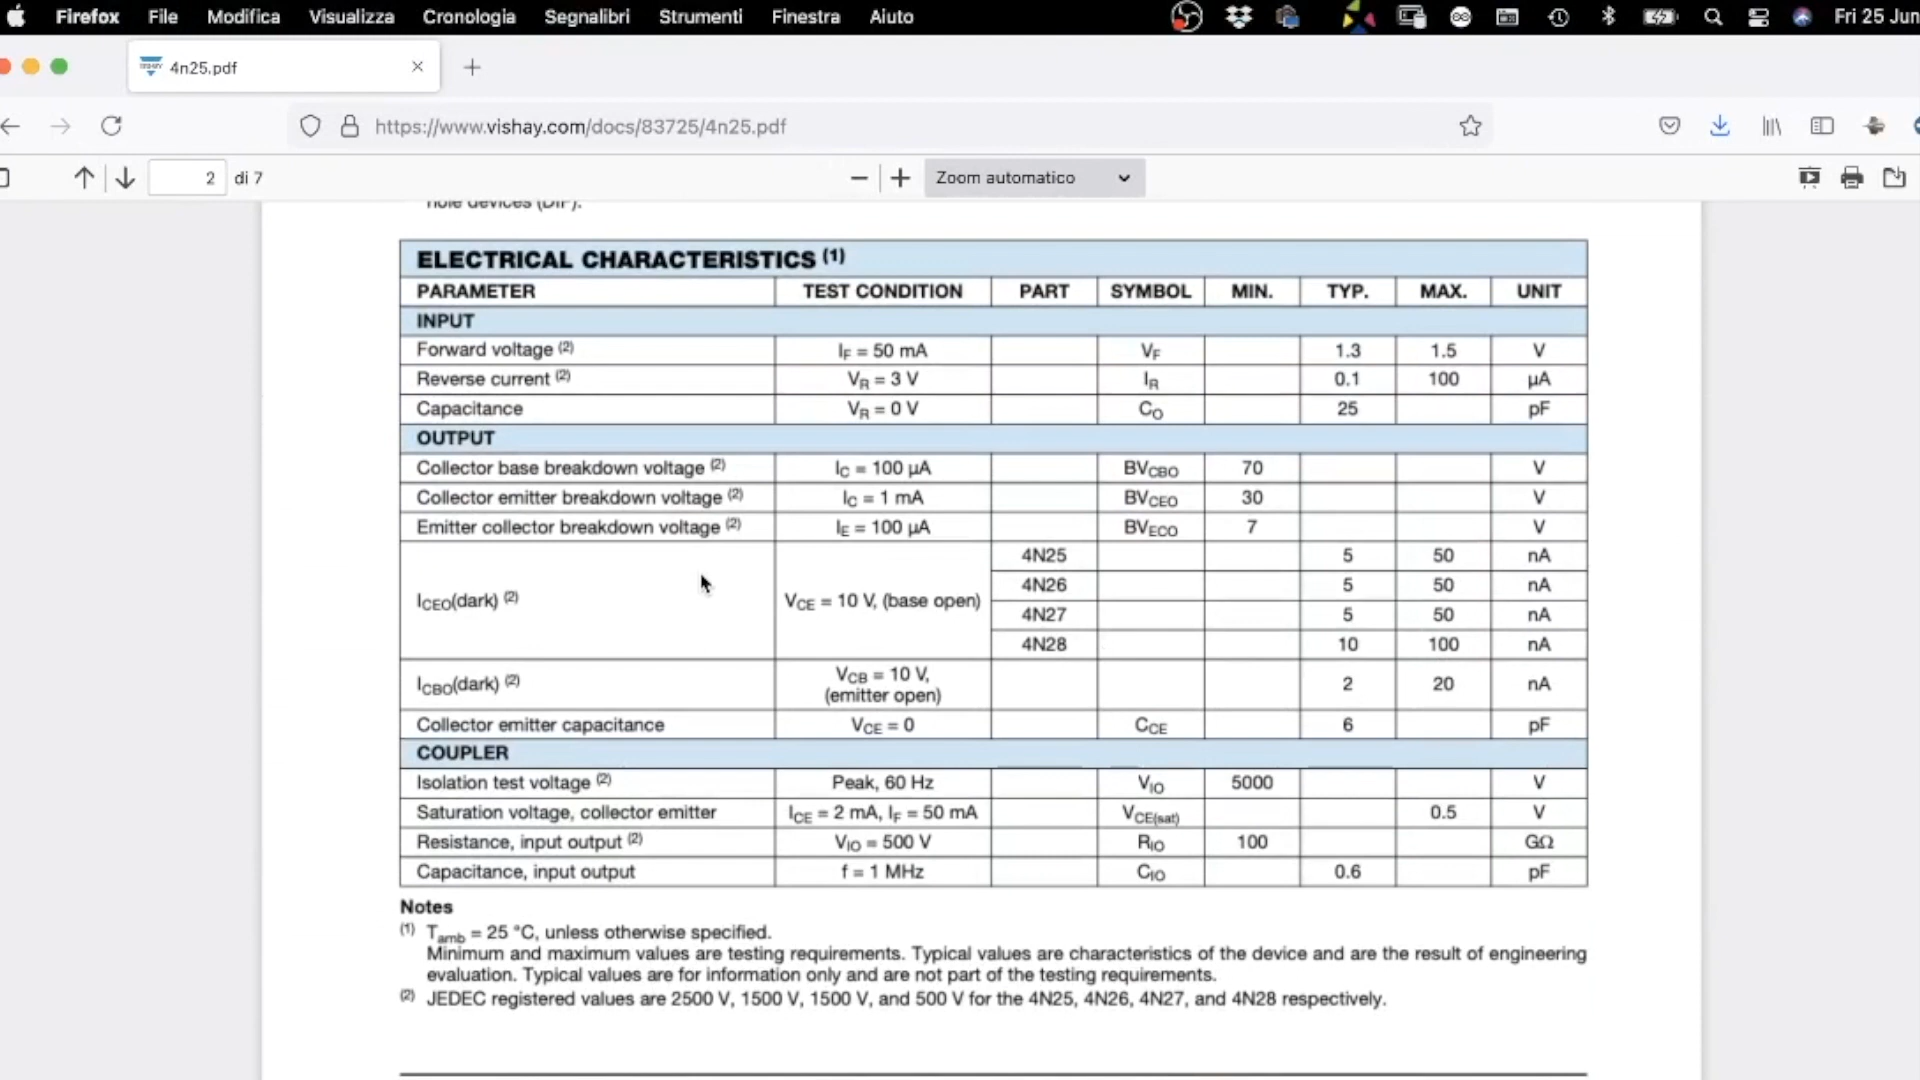 Firefox File Modifica Visualizza Cronologia Segnalibri Strumenti Finestra Aiuto Fri 25 Jun
4n25.pdf
https://www.vishay.com/docs/83725/4n25.pdf
2 di 7 Zoom automatico
hole devices (DIP).
ELECTRICAL CHARACTERISTICS (1)
PARAMETER TEST CONDITION PART SYMBOL MIN. TYP. MAX. UNIT
INPUT
Forward voltage (2) IF = 50 mA VF 1.3 1.5 V
Reverse current (2) VR = 3 V IR 0.1 100 μA
Capacitance VR = 0 V CO 25 pF
OUTPUT
Collector base breakdown voltage (2) IC = 100 μA BVCBO 70 V
Collector emitter breakdown voltage (2) IC = 1 mA BVCEO 30 V
Emitter collector breakdown voltage (2) IE = 100 μA BVECO 7 V
ICEO(dark) (2) VCE = 10 V, (base open) 4N25 5 50 nA
4N26 5 50 nA
4N27 5 50 nA
4N28 10 100 nA
ICBO(dark) (2) VCB = 10 V, (emitter open) 2 20 nA
Collector emitter capacitance VCE = 0 CCE 6 pF
COUPLER
Isolation test voltage (2) Peak, 60 Hz VIO 5000 V
Saturation voltage, collector emitter ICE = 2 mA, IF = 50 mA VCE(sat) 0.5 V
Resistance, input output (2) VIO = 500 V RIO 100 GΩ
Capacitance, input output f = 1 MHz CIO 0.6 pF
Notes
(1) Tamb = 25 °C, unless otherwise specified.
Minimum and maximum values are testing requirements. Typical values are characteristics of the device and are the result of engineering
evaluation. Typical values are for information only and are not part of the testing requirements.
(2) JEDEC registered values are 2500 V, 1500 V, 1500 V, and 500 V for the 4N25, 4N26, 4N27, and 4N28 respectively.